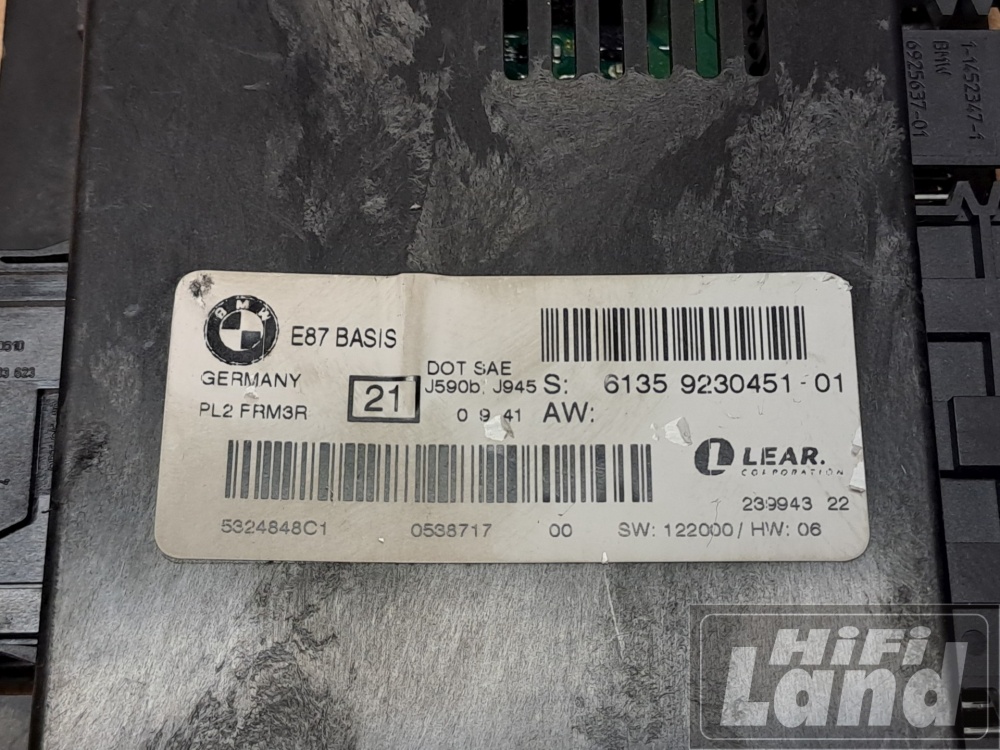 1-1452347-1
BMW
6925637-01
BMW
E87 BASIS
GERMANY
PL2 FRM3R
21
DOT SAE
J590b, J945
0 9 41
S: 6135 9230451-01
AW:
LEAR.
CORPORATION
239943 22
5324848C1 0538717 00 SW: 122000/ HW: 06
HiFi
Land